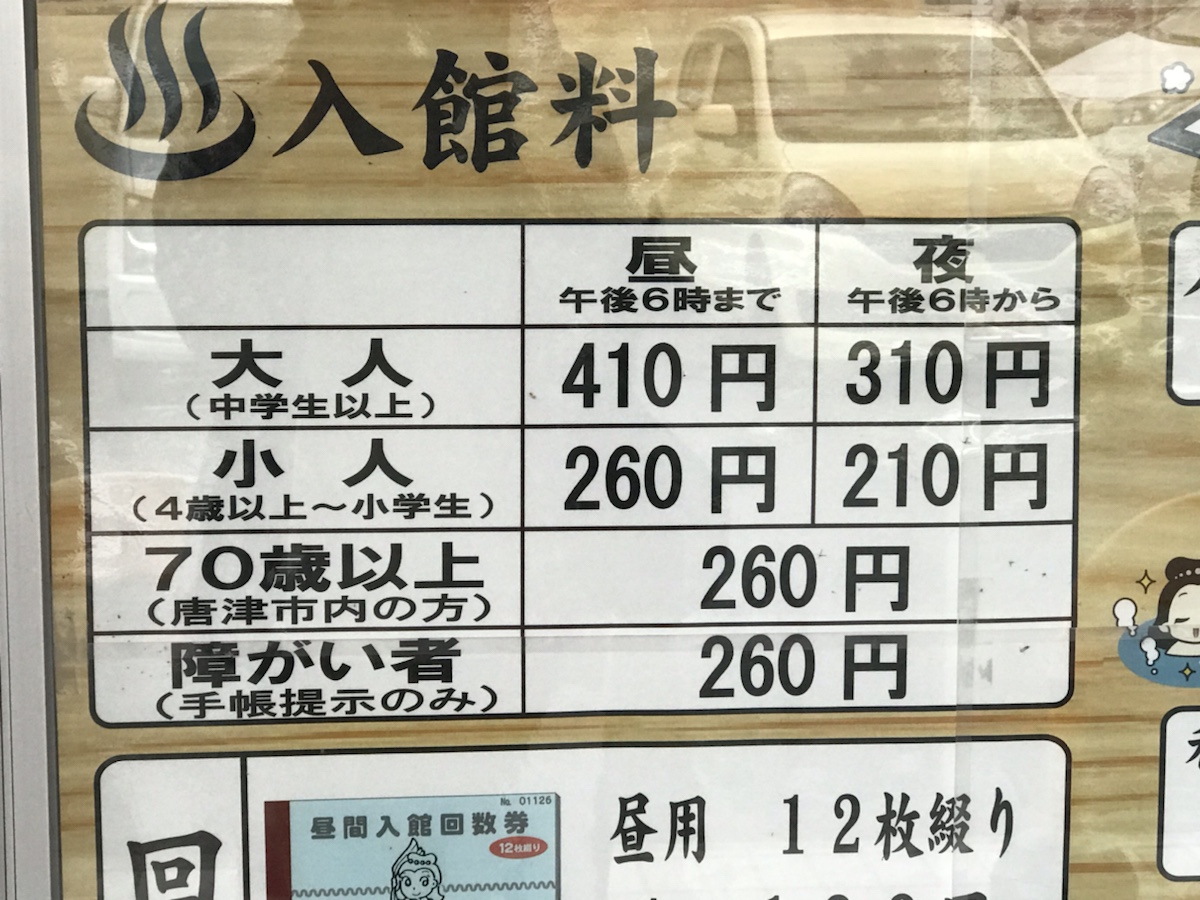 入館料
昼 夜
午後6時まで 午後6時から
大人 410円 310円
（中学生以上）
小人 260円 210円
（4歳以上～小学生）
70歳以上 260円
（唐津市内の方）
障がい者 260円
（手帳提示のみ）
回
No. 01126
昼間入館回数券
12枚綴り
昼用 12枚綴り